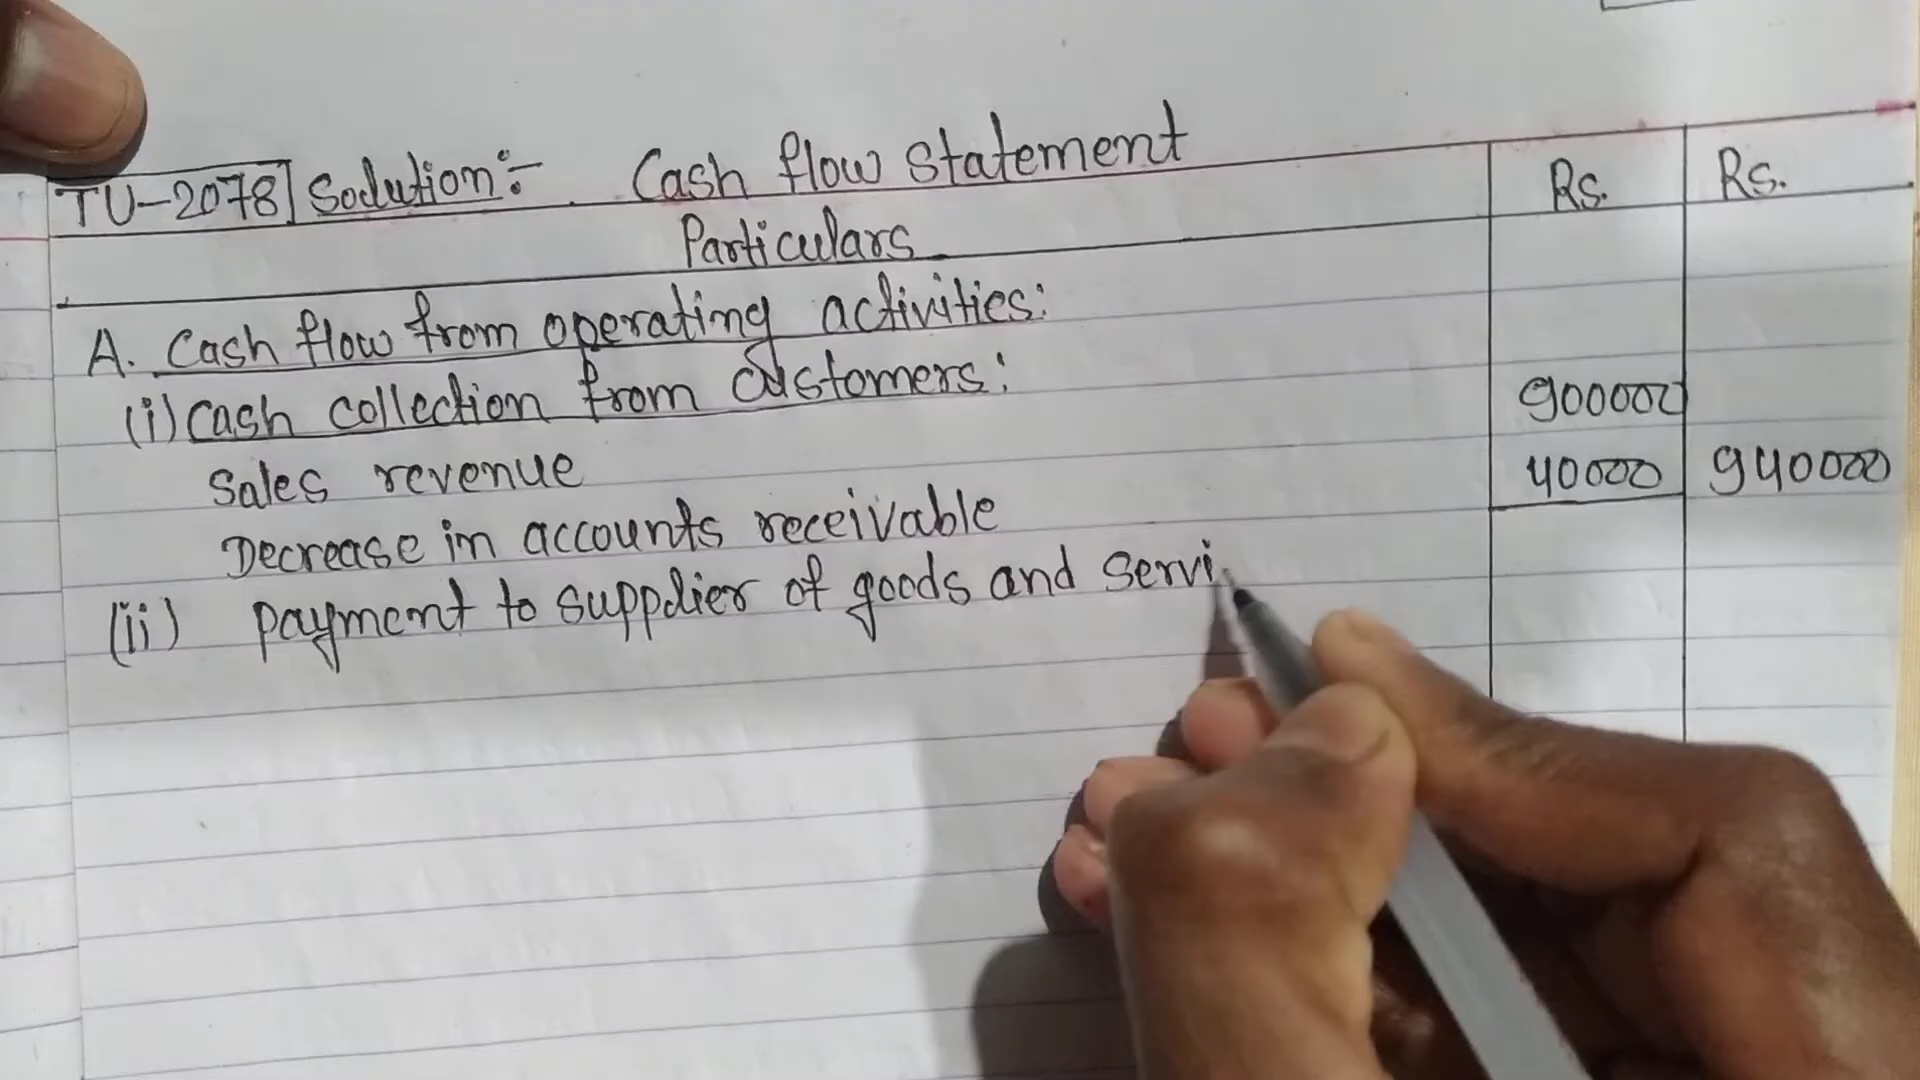 TU-2078 Solution:- Cash flow statement
Particulars Rs. Rs.
A. Cash flow from operating activities:
(i) Cash collection from customers:
Sales revenue 900000
Decrease in accounts receivable 40000 940000
(ii) Payment to supplier of goods and servi